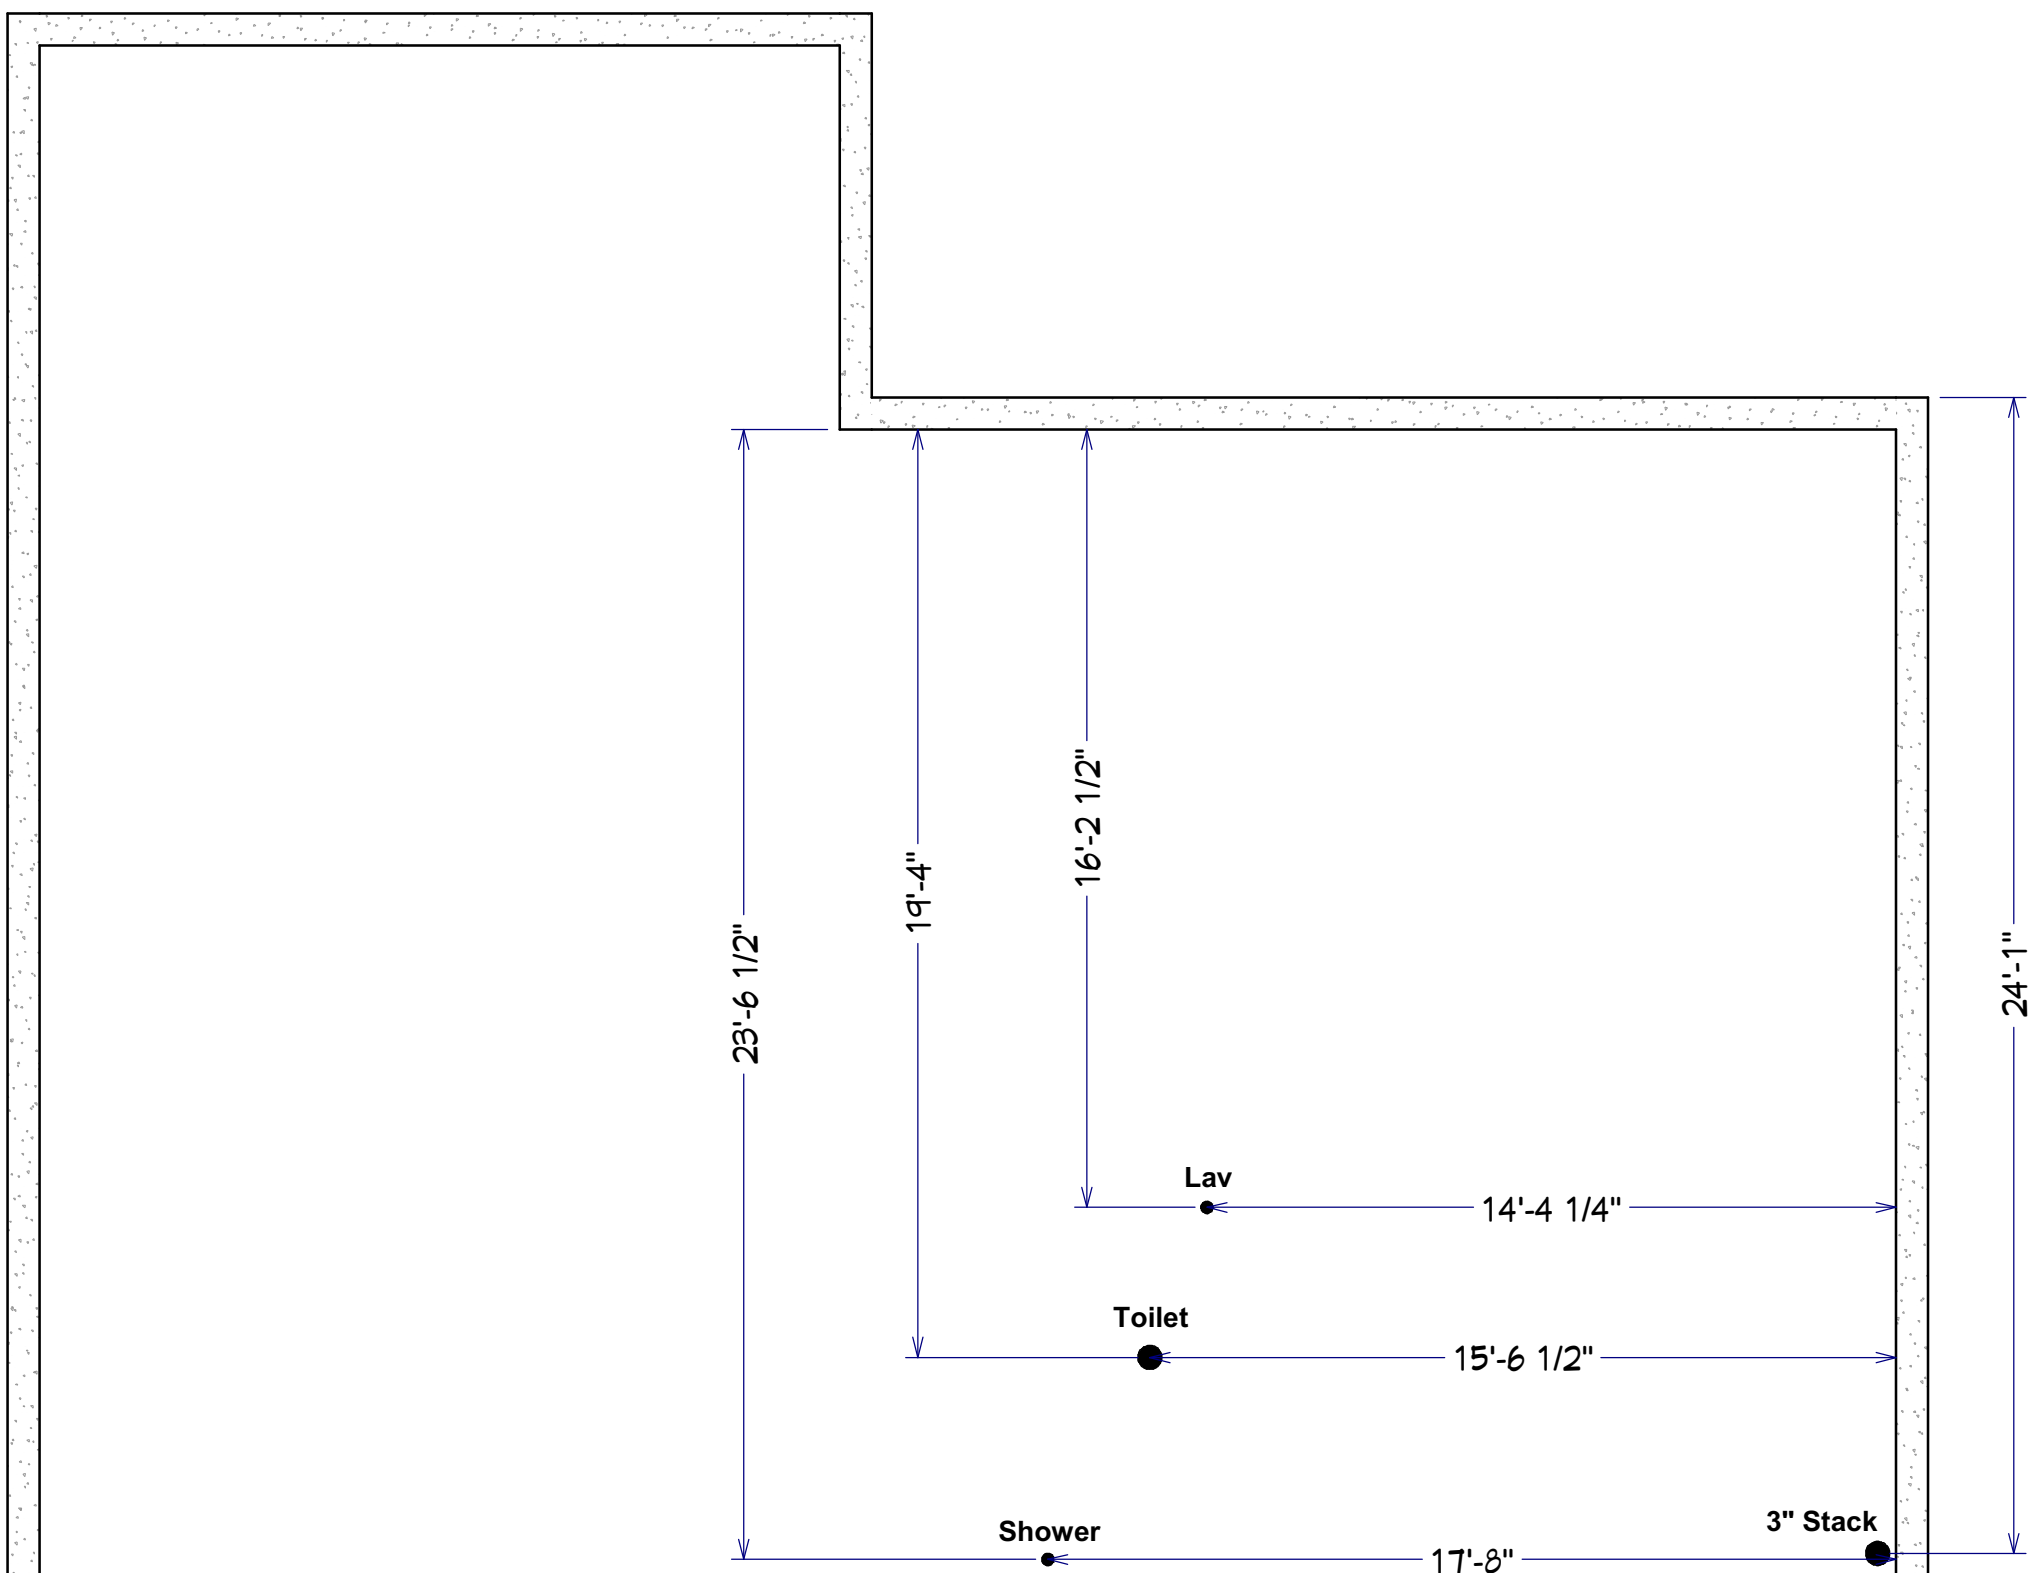 16'-2 1/2"
19'-4"
23'-6 1/2"
24'-1"
Lav
14'-4 1/4"
Toilet
15'-6 1/2"
Shower
3" Stack
17'-8"